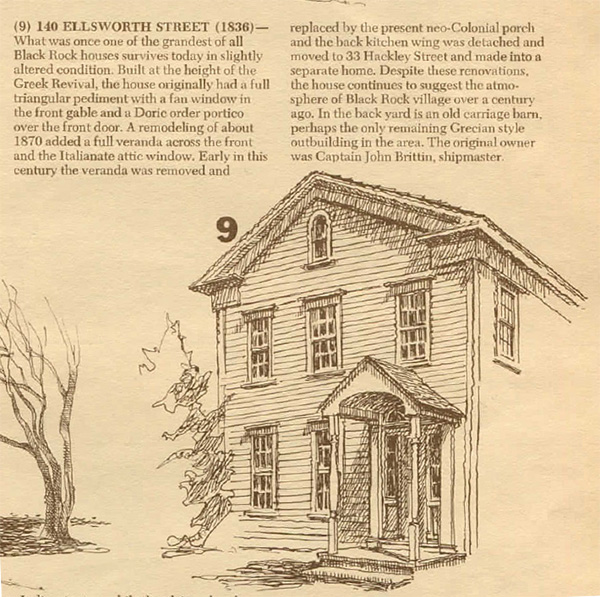 (9) 140 ELLSWORTH STREET (1836)—
What was once one of the grandest of all
Black Rock houses survives today in slightly
altered condition. Built at the height of the
Greek Revival, the house originally had a full
triangular pediment with a fan window in
the front gable and a Doric order portico
over the front door. A remodeling of about
1870 added a full veranda across the front
and the Italianate attic window. Early in this
century the veranda was removed and
replaced by the present neo-Colonial porch
and the back kitchen wing was detached and
moved to 33 Hackley Street and made into a
separate home. Despite these renovations,
the house continues to suggest the atmo-
sphere of Black Rock village over a century
ago. In the back yard is an old carriage barn,
perhaps the only remaining Grecian style
outbuilding in the area. The original owner
was Captain John Brittin, shipmaster.
9